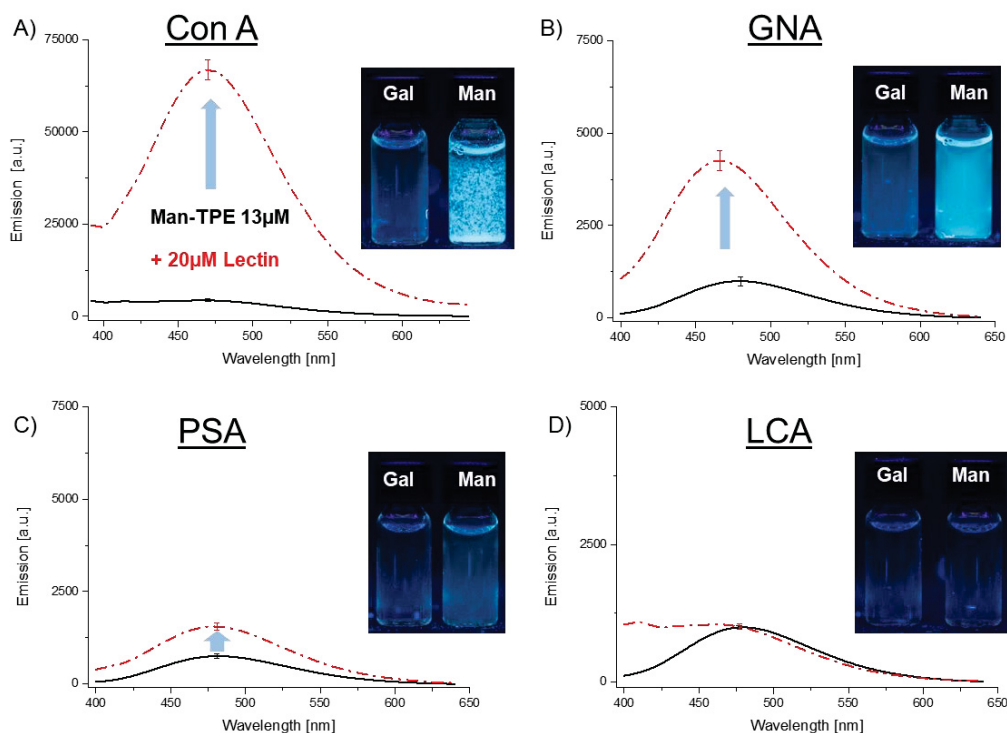 A)
Con A
75000
50000
25000
0
Emission [a.u.]
400
450
500
550
600
Wavelength [nm]
Man-TPE 13µM
+ 20µM Lectin
Gal Man
B)
GNA
7500
5000
2500
0
Emission [a.u.]
400
450
500
550
600
650
Wavelength [nm]
Gal Man
C)
PSA
7500
5000
2500
0
Emission [a.u.]
400
450
500
550
600
650
Wavelength [nm]
Gal Man
D)
LCA
5000
2500
0
Emission [a.u.]
400
450
500
550
600
650
Wavelength [nm]
Gal Man